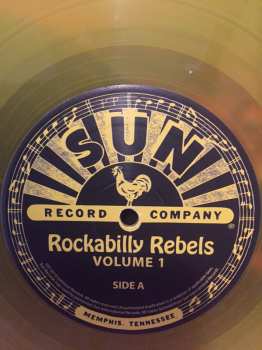 SUN
RECORD COMPANY
®
Rockabilly Rebels
VOLUME 1
SIDE A
MEMPHIS, TENNESSEE